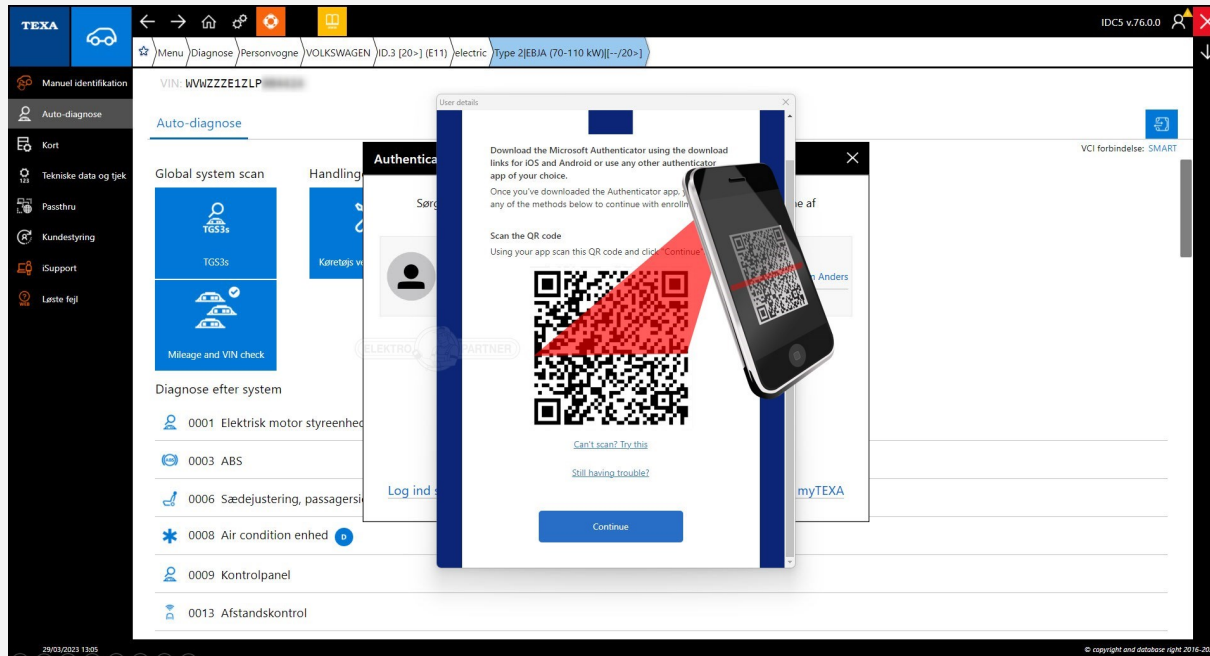 TEXA
IDC5 v.76.0.0
Menu Diagnose Personvogne VOLKSWAGEN ID.3 [20>] (E11) electric Type 2|EBJA (70-110 kW)|[--/20>]
Manuel identifikation
Auto-diagnose
Kort
Tekniske data og tjek
Passthru
Kundestyring
iSupport
Løste fejl
29/03/2023 13:05
VIN: WVWZZZE1ZLP
Auto-diagnose
VCI forbindelse: SMART
Global system scan
Handling
TGS3s
TGS3s
Køretøjs v
Mileage and VIN check
Diagnose efter system
0001 Elektrisk motor styreenhed
0003 ABS
0006 Sædejustering, passagersi
0008 Air condition enhed D
0009 Kontrolpanel
0013 Afstandskontrol
Authentica
Sørg
e af
Anders
Log ind s
myTEXA
User details
Download the Microsoft Authenticator using the download
links for iOS and Android or use any other authenticator
app of your choice.
Once you've downloaded the Authenticator app,
any of the methods below to continue with enroll
Scan the QR code
Using your app scan this QR code and click "Continue"
Can't scan? Try this
Still having trouble?
Continue
ELEKTRO PARTNER
© copyright and database right 2016-20